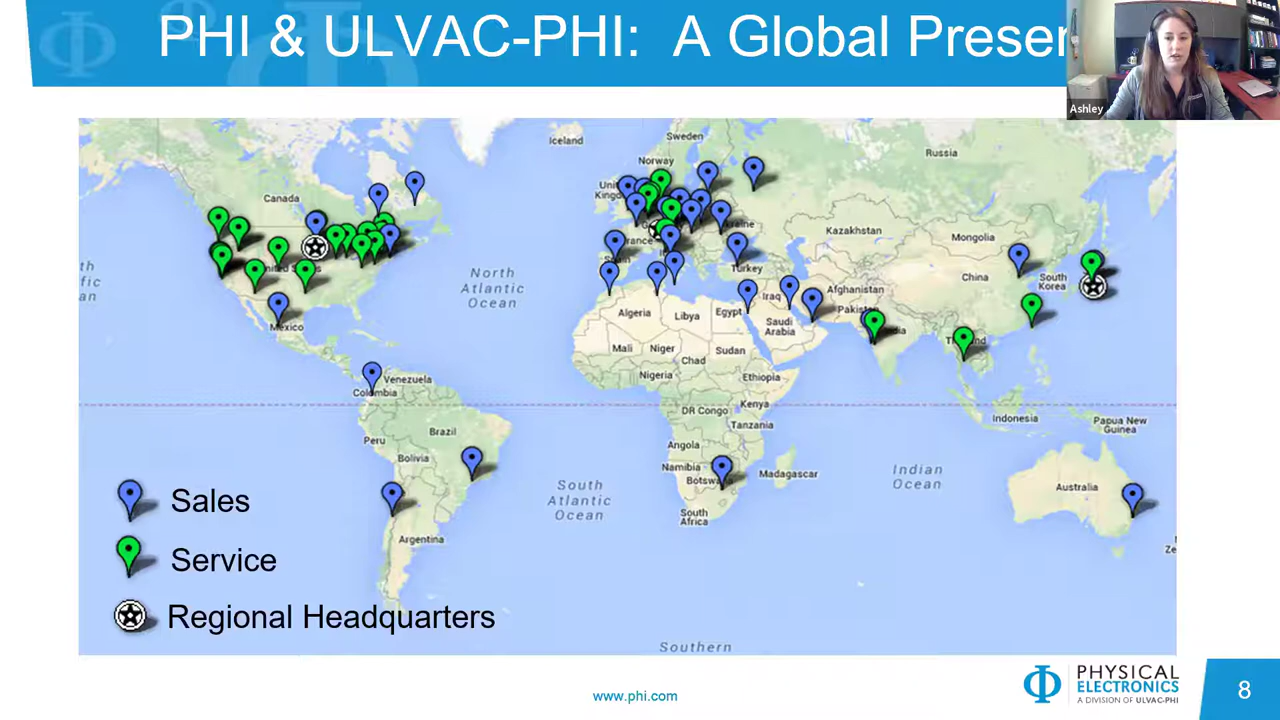 PHI & ULVAC-PHI: A Global Presen
Ashley
Iceland
Sweden
Norway
Russia
Canada
Kazakhstan
Mongolia
North
Atlantic
Ocean
Turkey
China
South
Korea
Afghanistan
Iraq
Mexico
Algeria
Libya
Egypt
Saudi
Arabia
Mali
Niger
Sudan
Chad
Nigeria
Ethiopia
Venezuela
Colombia
Kenya
DR Congo
Indonesia
Papua New
Guinea
Tanzania
Brazil
Peru
Angola
Bolivia
Namibia
Madagascar
Indian
Ocean
South
Atlantic
Ocean
Australia
South
Africa
Argentina
Sales
Service
Regional Headquarters
Southern
www.phi.com
PHYSICAL
ELECTRONICS
A DIVISION OF ULVAC-PHI
8